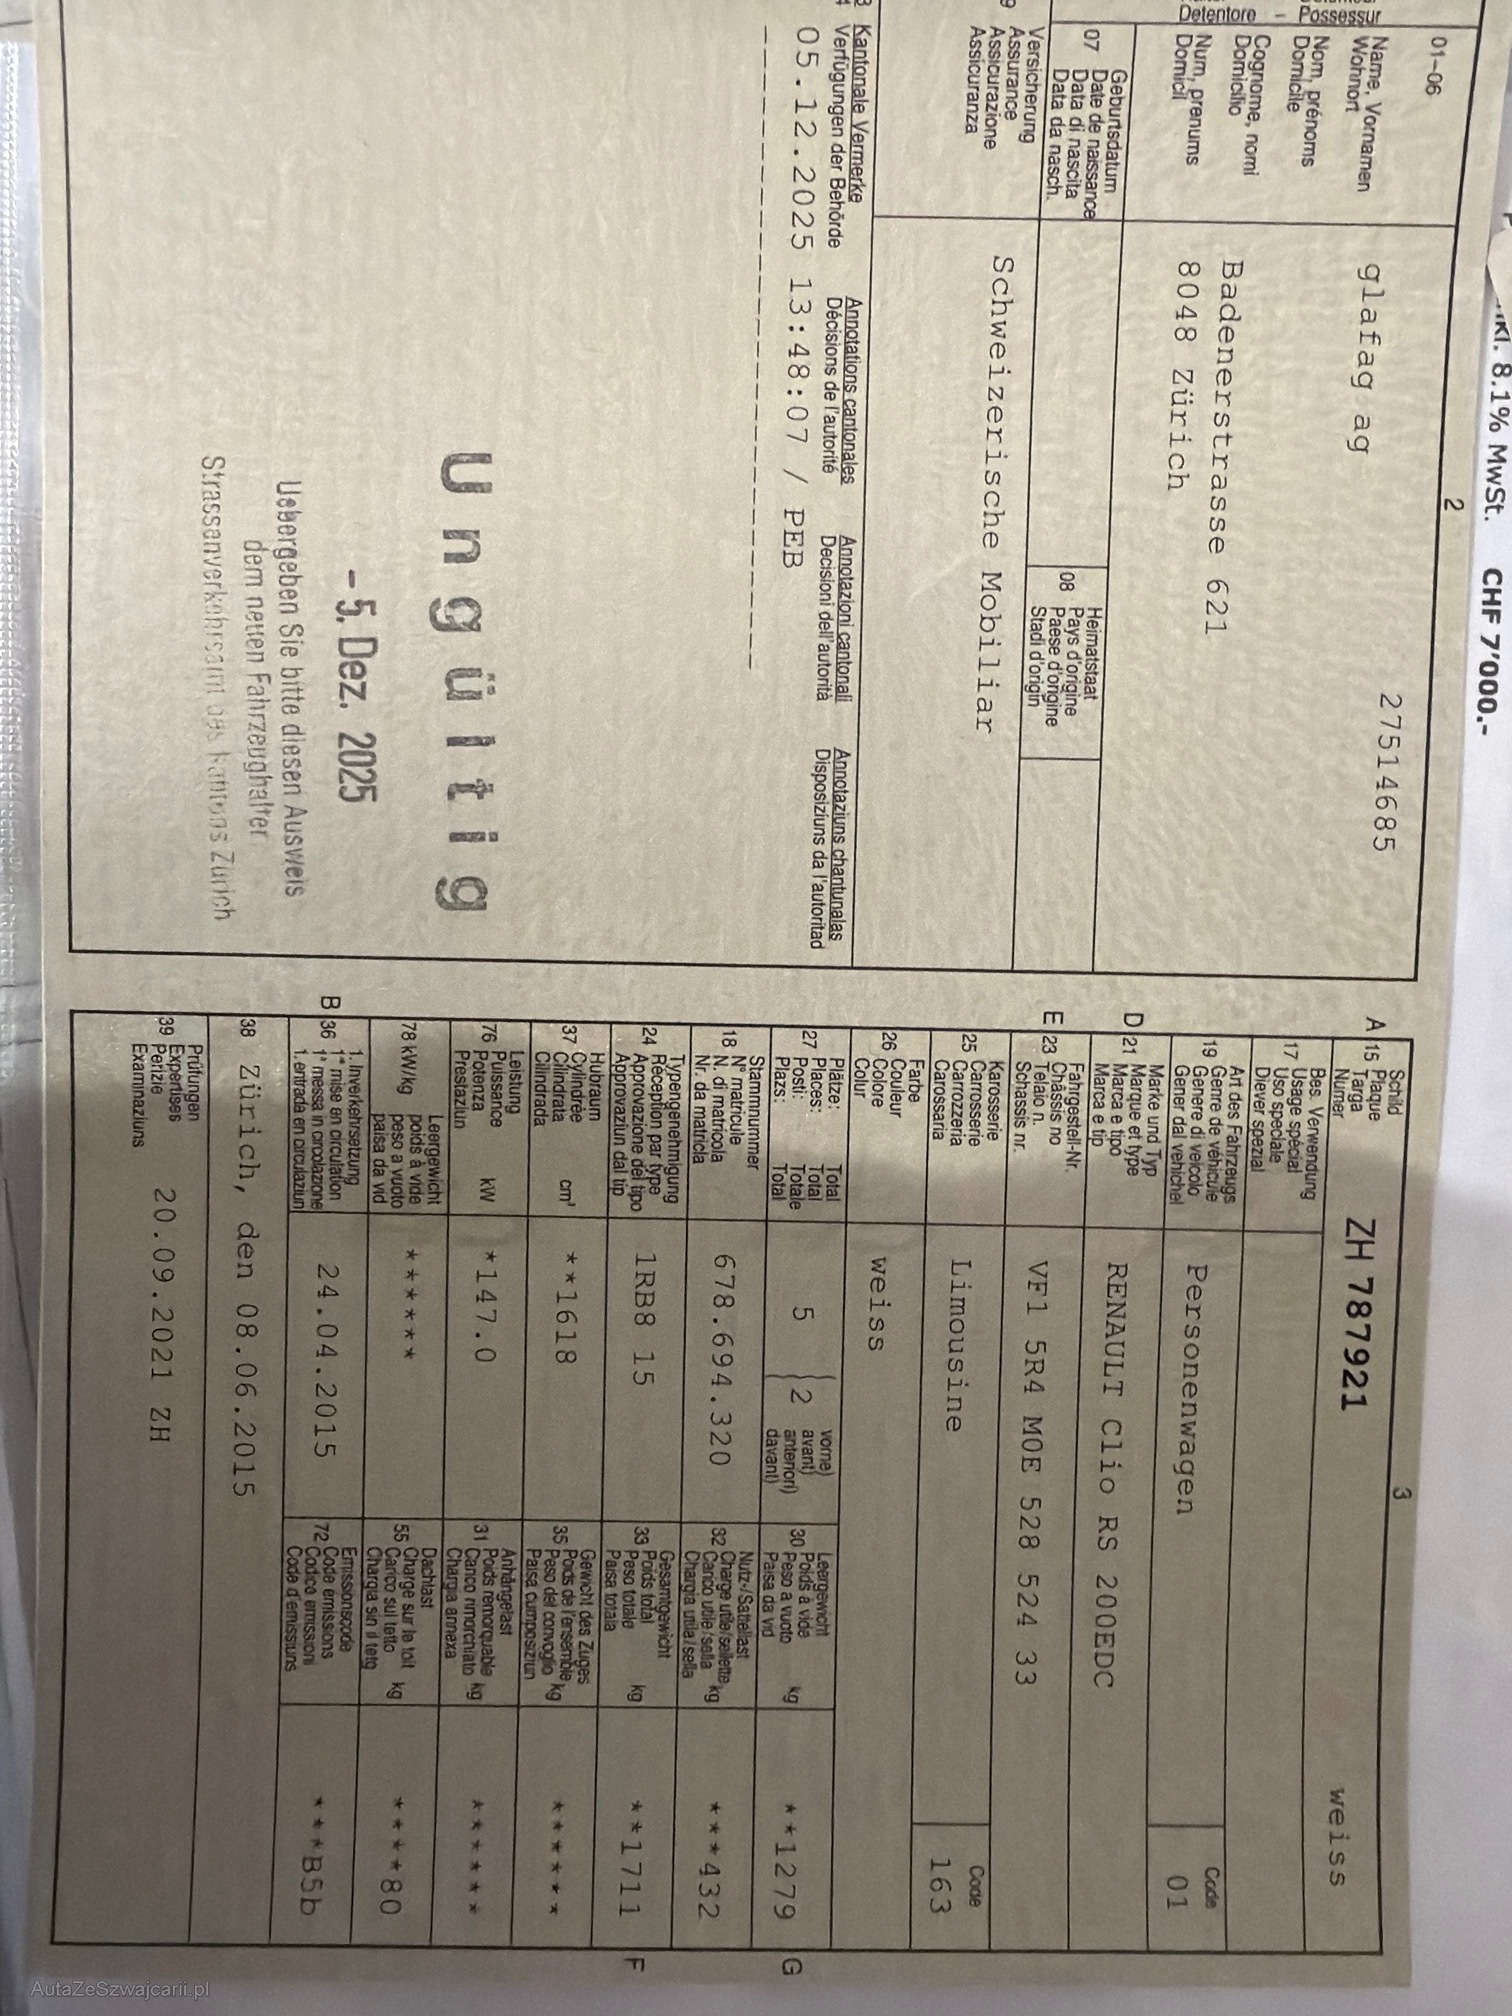 Inkl. 8.1% MwSt. CHF 7'000.-
2
01-06
Detentore - Possessur
Name, Vornamen
Wohnort
Nom, prénoms
Domicile
Cognome, nomi
Domicilio
Num, prenums
Domicil
27514685
glafag ag
Badenerstrasse 621
8048 Zürich
07
Geburtsdatum
Date de naissance
Data di nascita
Data da nasch.
08
Heimatstaat
Pays d'origine
Paese d'origine
Stadi d'origin
Versicherung
Assurance
Assicurazione
Assicuranza
Schweizerische Mobiliar
Kantonale Vermerke
Verfügungen der Behörde
Annotations cantonales
Décisions de l'autorité
Annotazioni cantonali
Decisioni dell'autorità
Annotaziuns chantunalas
Disposiziuns da l'autoritad
05.12.2025 13:48:07 / PEB
-----------------------------
Ungültig
- 5. Dez. 2025
Uebergeben Sie bitte diesen Ausweis
dem neuen Fahrzeughalter
Strassenverkehrsamt des Kantons Zürich
3
A 15
Schild
Plaque
Targa
Numer
ZH 787921
weiss
17
Bes. Verwendung
Usage spécial
Uso speciale
Diever spezial
19
Art des Fahrzeugs
Genre de véhicule
Genere di veicolo
Gener dal vehichel
Personenwagen
Code
01
D 21
Marke und Typ
Marque et type
Marca e tipo
Marca e tip
RENAULT Clio RS 200EDC
E 23
Fahrgestell-Nr.
Châssis no
Telaio n.
Schassis nr.
VF1 5R4 M0E 528 524 33
25
Karosserie
Carrosserie
Carrozzeria
Carossaria
Limousine
Code
163
26
Farbe
Couleur
Colore
Colur
weiss
27
Plätze: Total
Places: Total
Posti: Totale
Plazs: Total
5
2
vorne)
avant)
anteriori)
davant)
30
Leergewicht
Poids à vide
Peso a vuoto
Paisa da vid
kg
**1279
G
18
Stammnummer
N° matricule
N. di matricola
Nr. da matricla
678.694.320
32
Nutz-/Sattellast
Charge utile/sellette
Carico utile/sella
Chargia utila/sella
kg
***432
24
Typengenehmigung
Réception par type
Approvazione del tipo
Approvaziun dal tip
1RB8 15
33
Gesamtgewicht
Poids total
Peso totale
Paisa totala
kg
**1711
F
37
Hubraum
Cylindrée
Cilindrata
Cilindrada
cm³
**1618
35
Gewicht des Zuges
Poids de l'ensemble
Peso del convoglio
Paisa cumposiziun
kg
******
76
Leistung
Puissance
Potenza
Prestaziun
kW
*147.0
31
Anhängelast
Poids remorquable
Carico rimorchiato
Chargia annexa
kg
******
78 kW/kg
Leergewicht
poids à vide
peso a vuoto
paisa da vid
*****
55
Dachlast
Charge sur le toit
Carico sul tetto
Chargia sin il tetg
kg
****80
B 36
1. Inverkehrsetzung
1re mise en circulation
1a messa in circolazione
1. entrada en circulaziun
24.04.2015
72
Emissionscode
Code émissions
Codice emissioni
Code d'emissiuns
***B5b
38 Zürich, den 08.06.2015
39
Prüfungen
Expertises
Perizie
Examinaziuns
20.09.2021 ZH
AutaZeSzwajcarii.pl